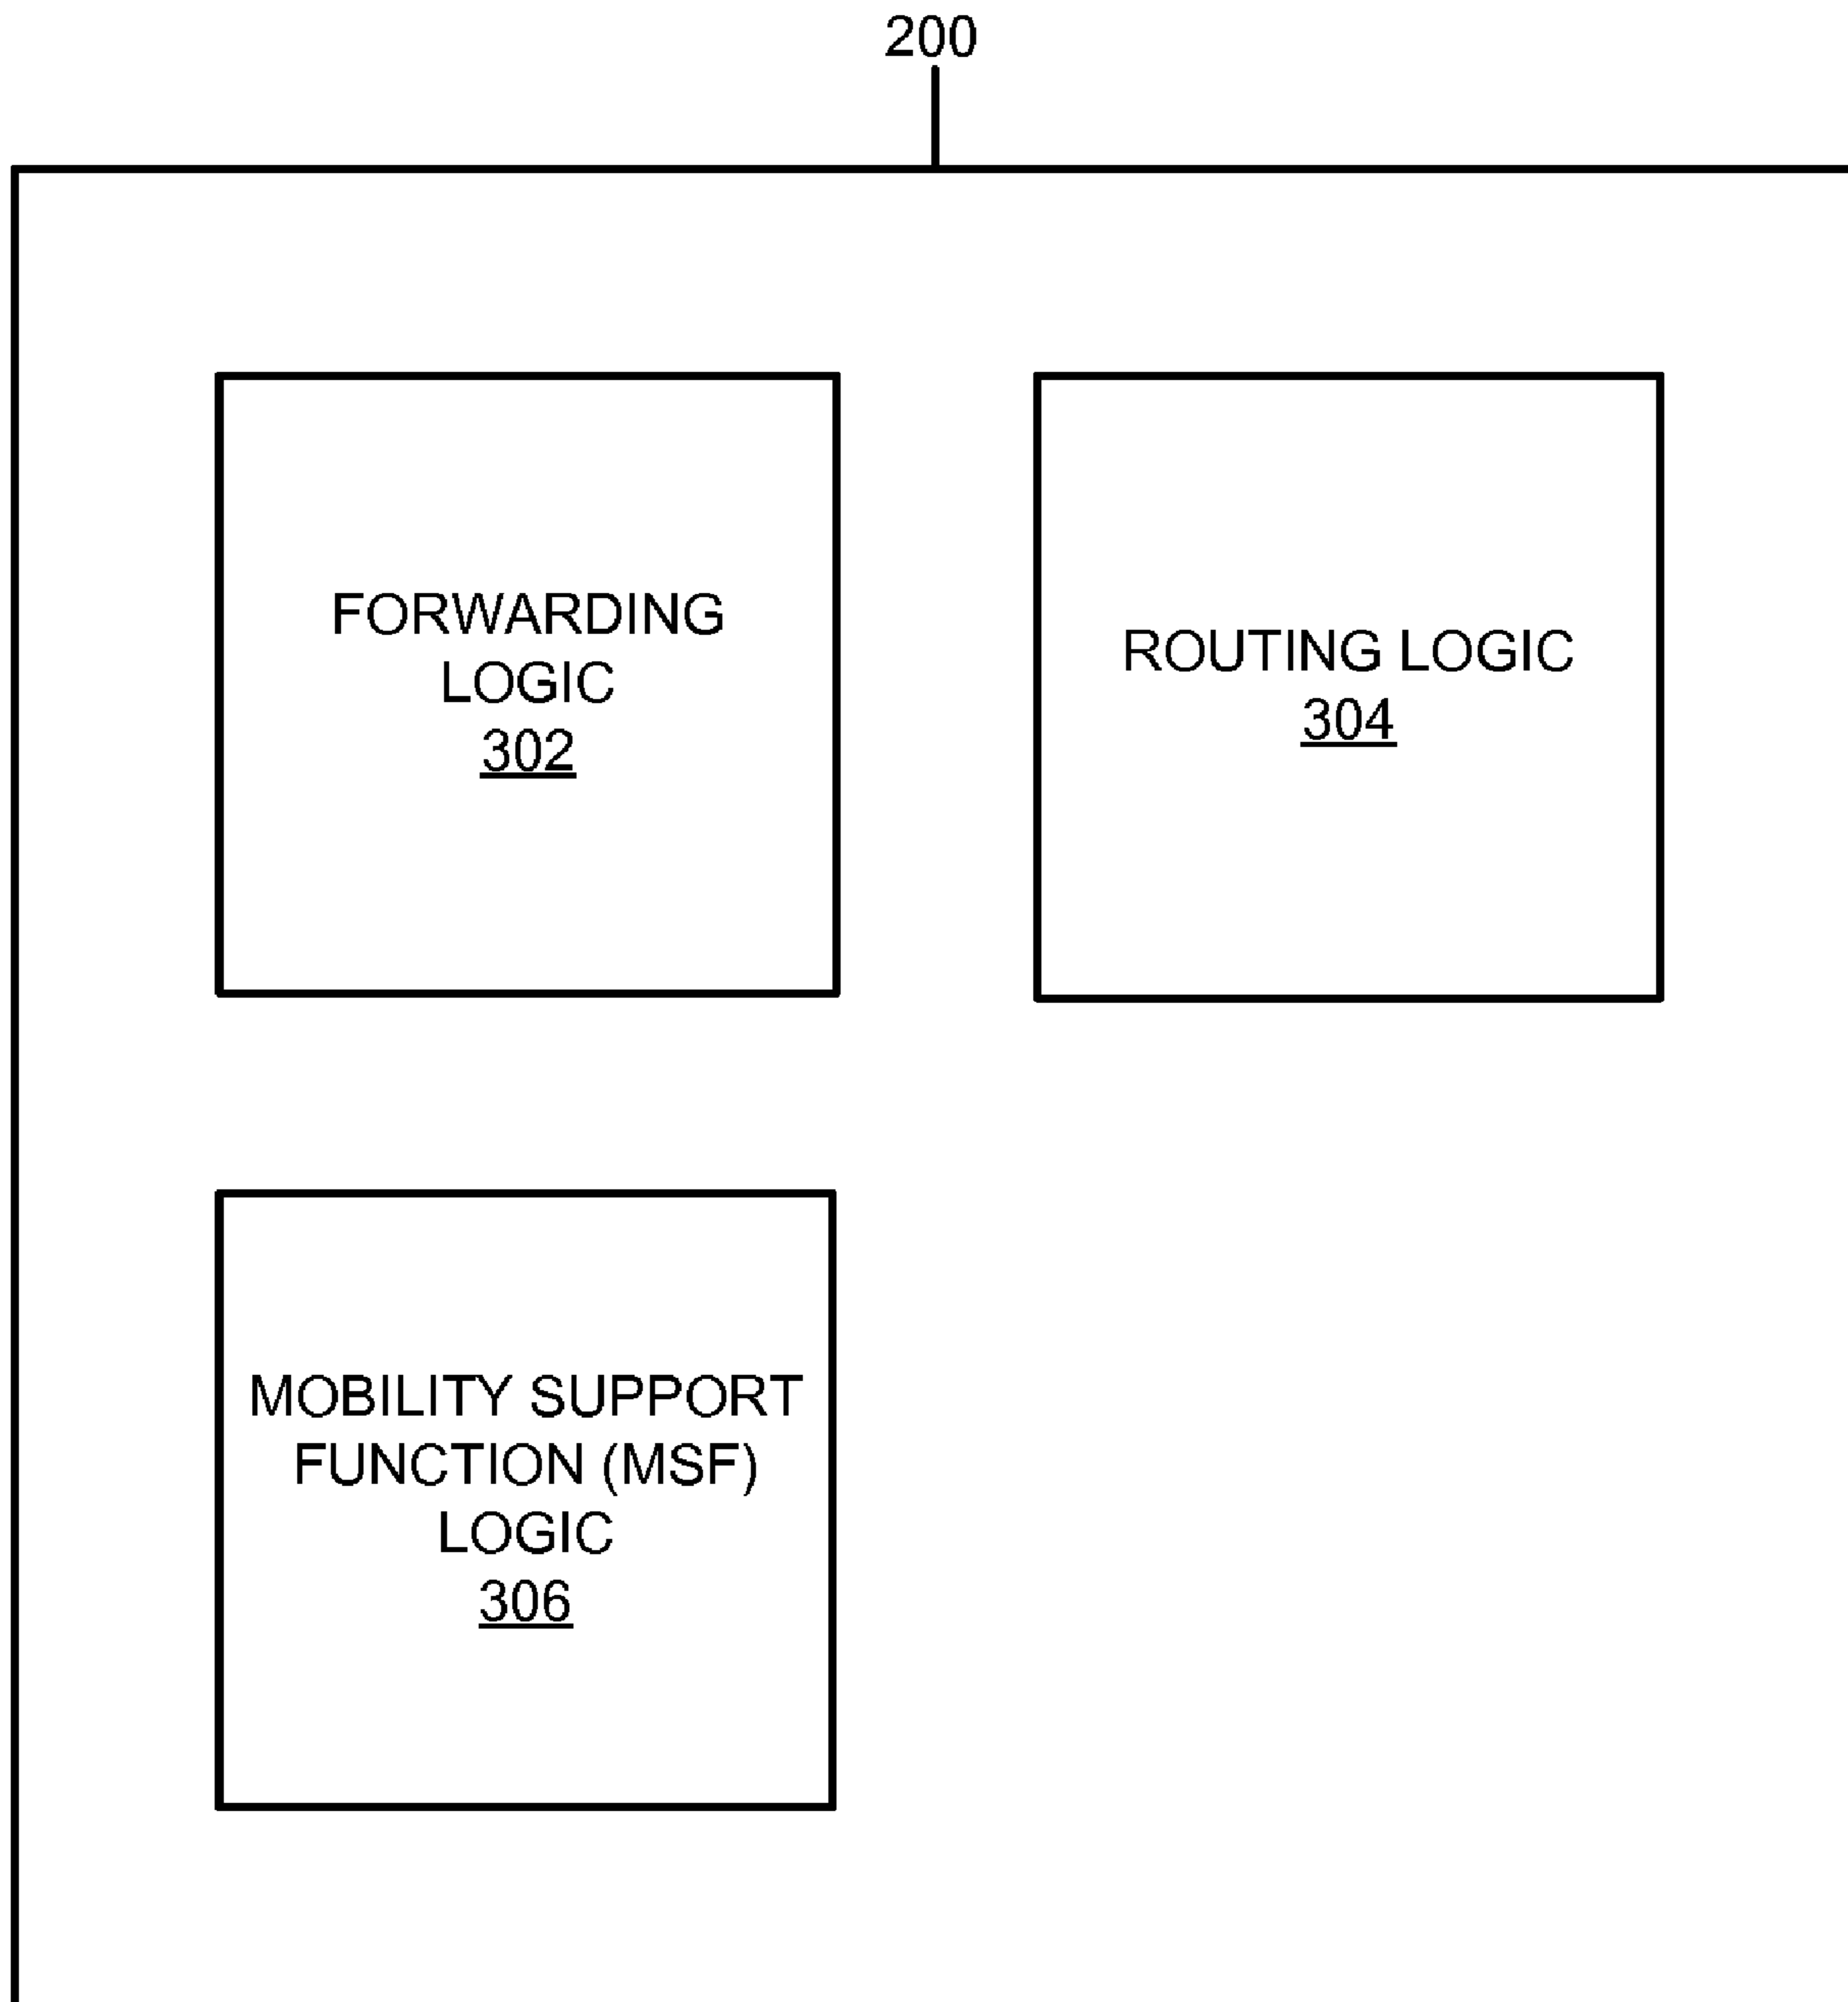 200
FORWARDING
LOGIC
302
ROUTING LOGIC
304
MOBILITY SUPPORT
FUNCTION (MSF)
LOGIC
306